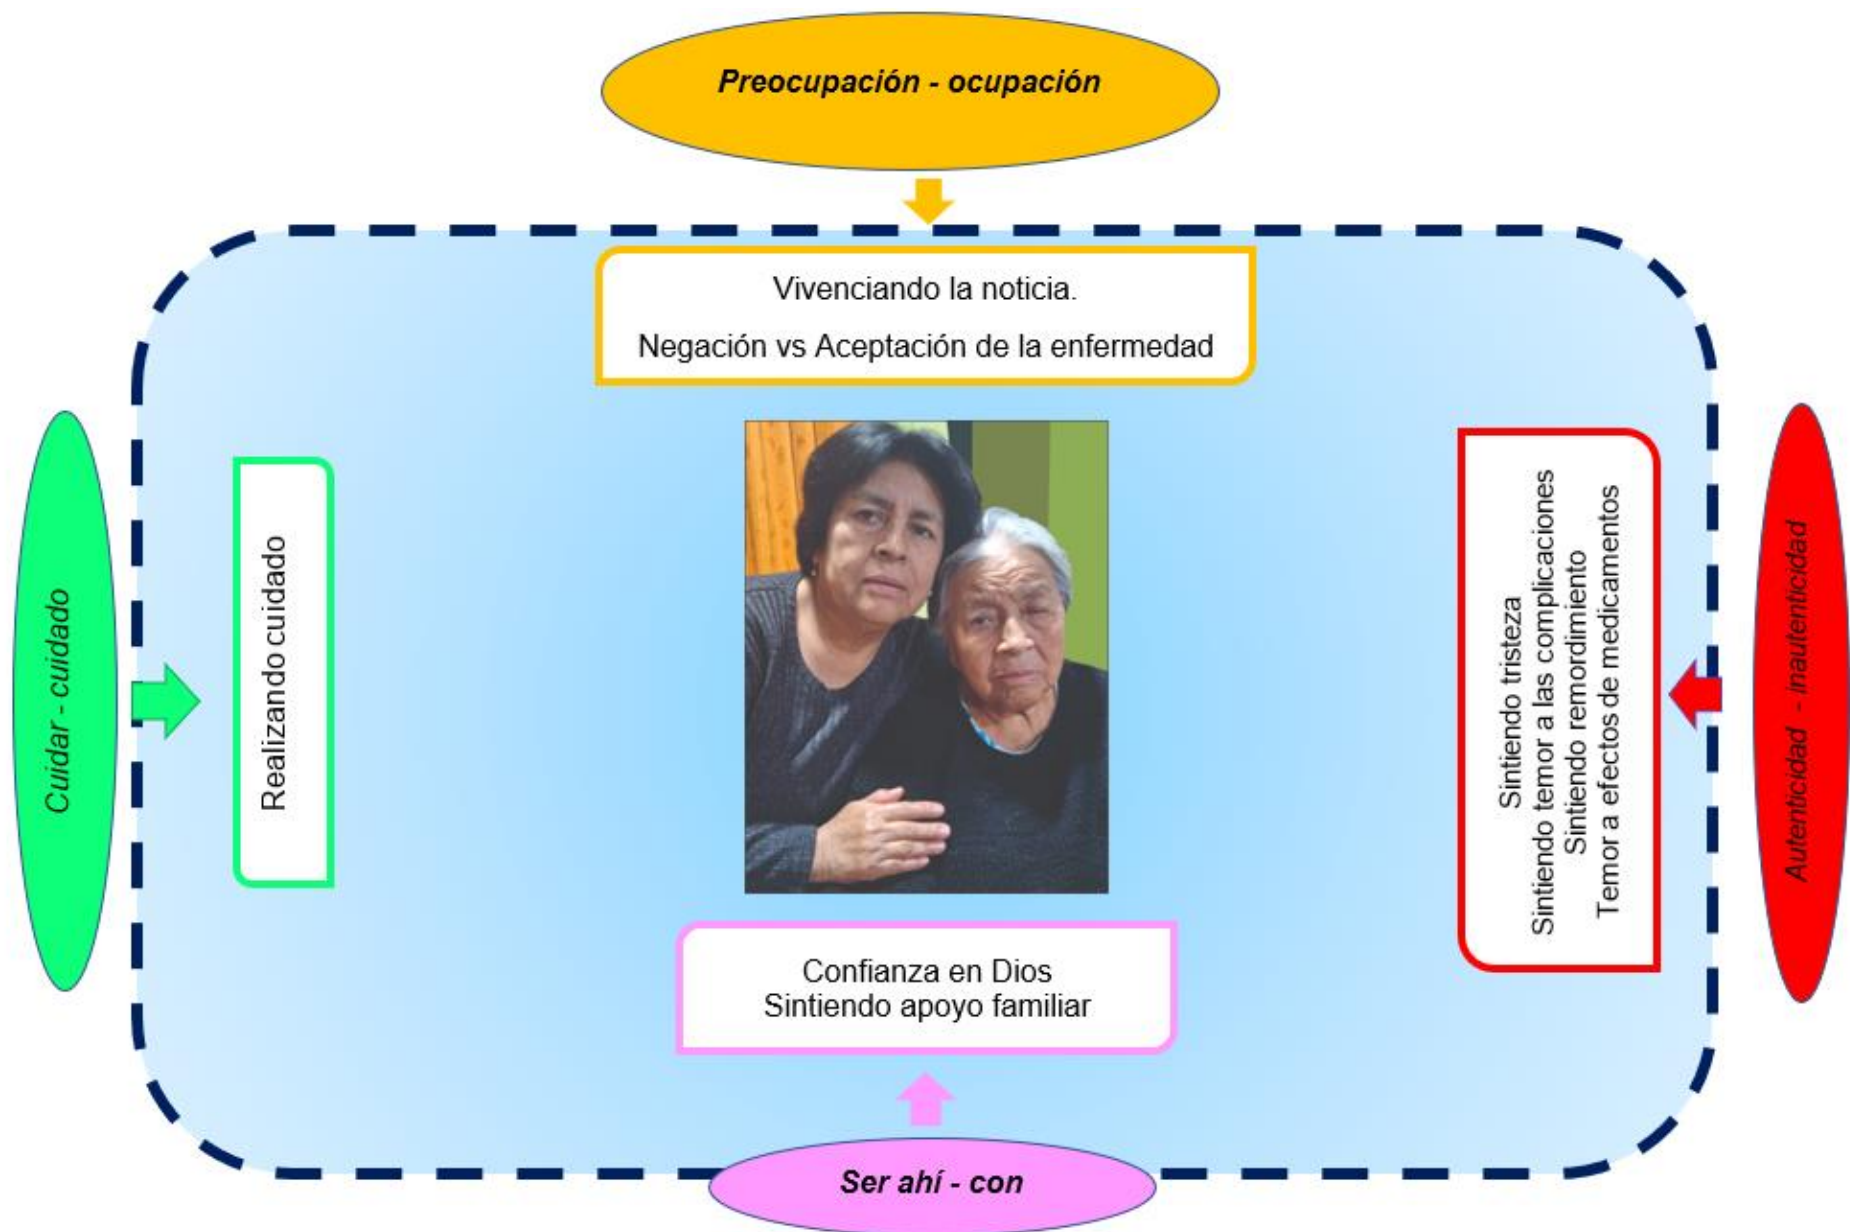 Preocupación - ocupación
Vivenciando la noticia.
Negación vs Aceptación de la enfermedad
Cuidar - cuidado
Realizando cuidado
Sintiendo tristeza
Sintiendo temor a las complicaciones
Sintiendo remordimiento
Temor a efectos de medicamentos
Autenticidad - inautenticidad
Confianza en Dios
Sintiendo apoyo familiar
Ser ahí - con